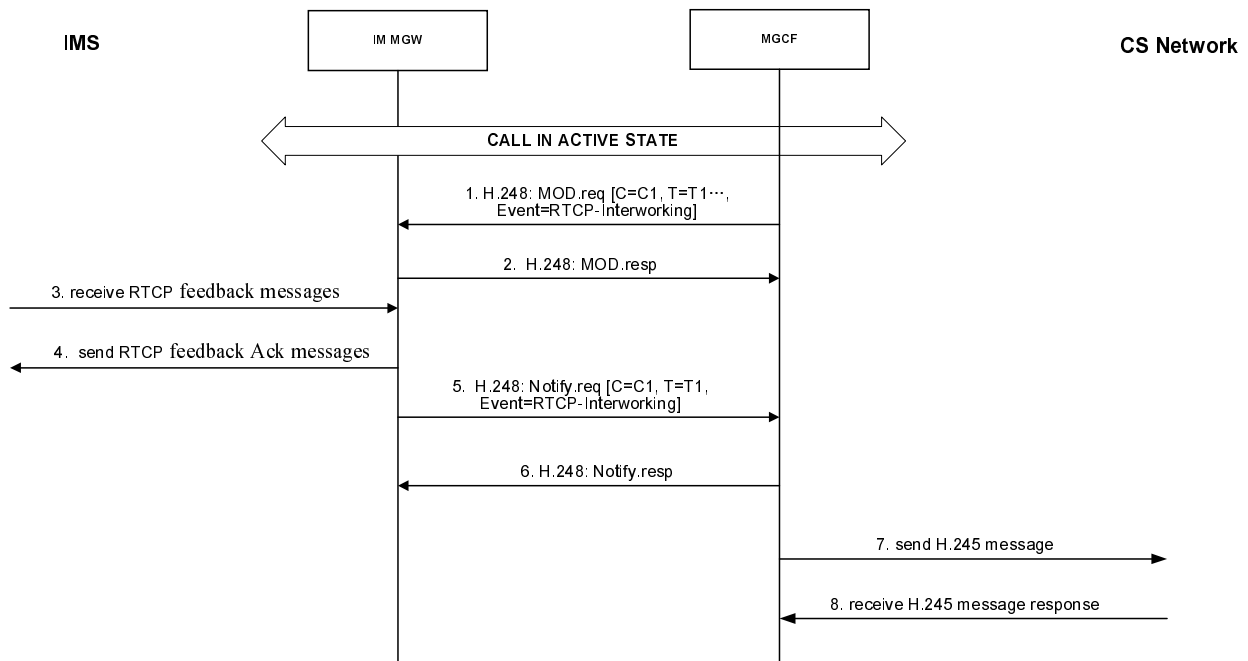 IMS
IM MGW
MGCF
CS Network
CALL IN ACTIVE STATE
1. H.248: MOD.req [C=C1, T=T1…,
Event=RTCP-Interworking]
2. H.248: MOD.resp
3. receive RTCP feedback messages
4. send RTCP feedback Ack messages
5. H.248: Notify.req [C=C1, T=T1,
Event=RTCP-Interworking]
6. H.248: Notify.resp
7. send H.245 message
8. receive H.245 message response